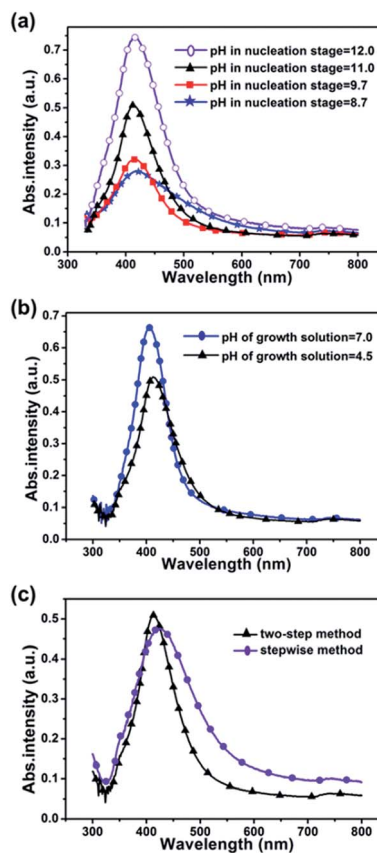 (a)
pH in nucleation stage=12.0
pH in nucleation stage=11.0
pH in nucleation stage=9.7
pH in nucleation stage=8.7
Abs.intensity (a.u.)
0.7
0.6
0.5
0.4
0.3
0.2
0.1
0.0
300 400 500 600 700 800
Wavelength (nm)
(b)
pH of growth solution=7.0
pH of growth solution=4.5
Abs.intensity (a.u.)
0.7
0.6
0.5
0.4
0.3
0.2
0.1
0.0
300 400 500 600 700 800
Wavelength (nm)
(c)
two-step method
stepwise method
Abs.intensity (a.u.)
0.5
0.4
0.3
0.2
0.1
0.0
300 400 500 600 700 800
Wavelength (nm)